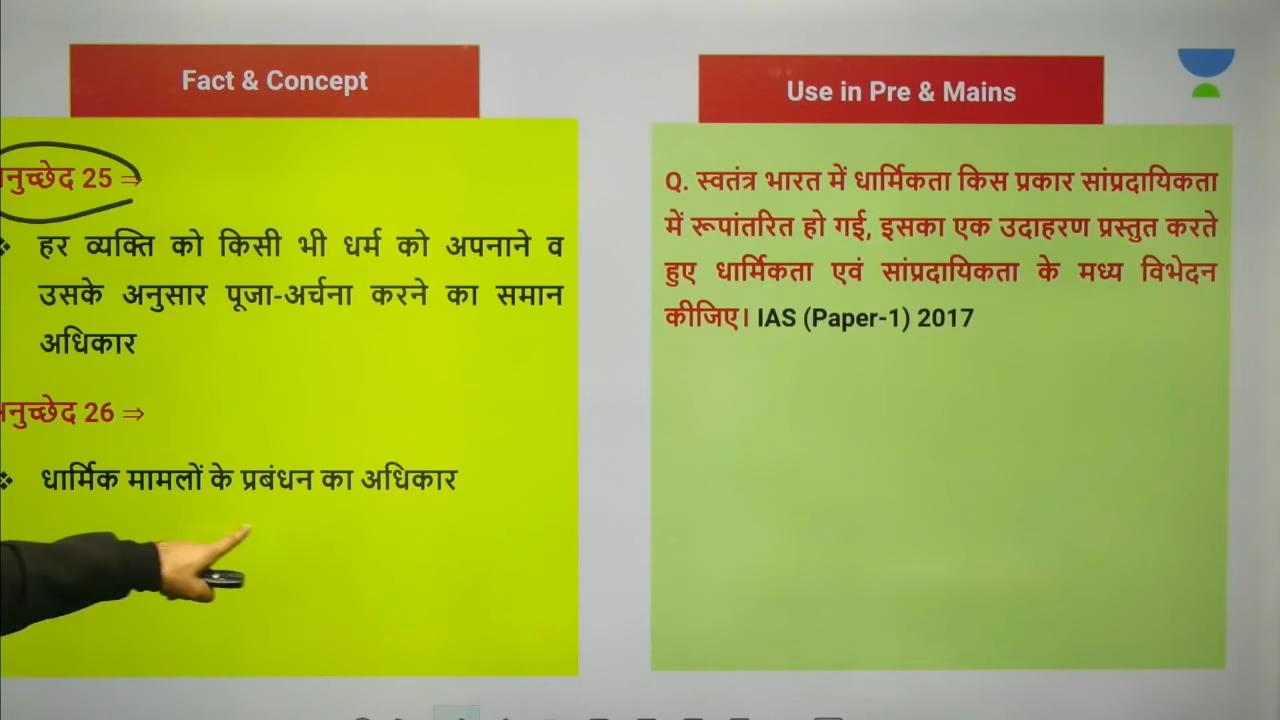 Fact & Concept
नुच्छेद 25 ⇒
हर व्यक्ति को किसी भी धर्म को अपनाने व
उसके अनुसार पूजा-अर्चना करने का समान
अधिकार
नुच्छेद 26 ⇒
धार्मिक मामलों के प्रबंधन का अधिकार
Use in Pre & Mains
Q. स्वतंत्र भारत में धार्मिकता किस प्रकार सांप्रदायिकता
में रूपांतरित हो गई, इसका एक उदाहरण प्रस्तुत करते
हुए धार्मिकता एवं सांप्रदायिकता के मध्य विभेदन
कीजिए। IAS (Paper-1) 2017